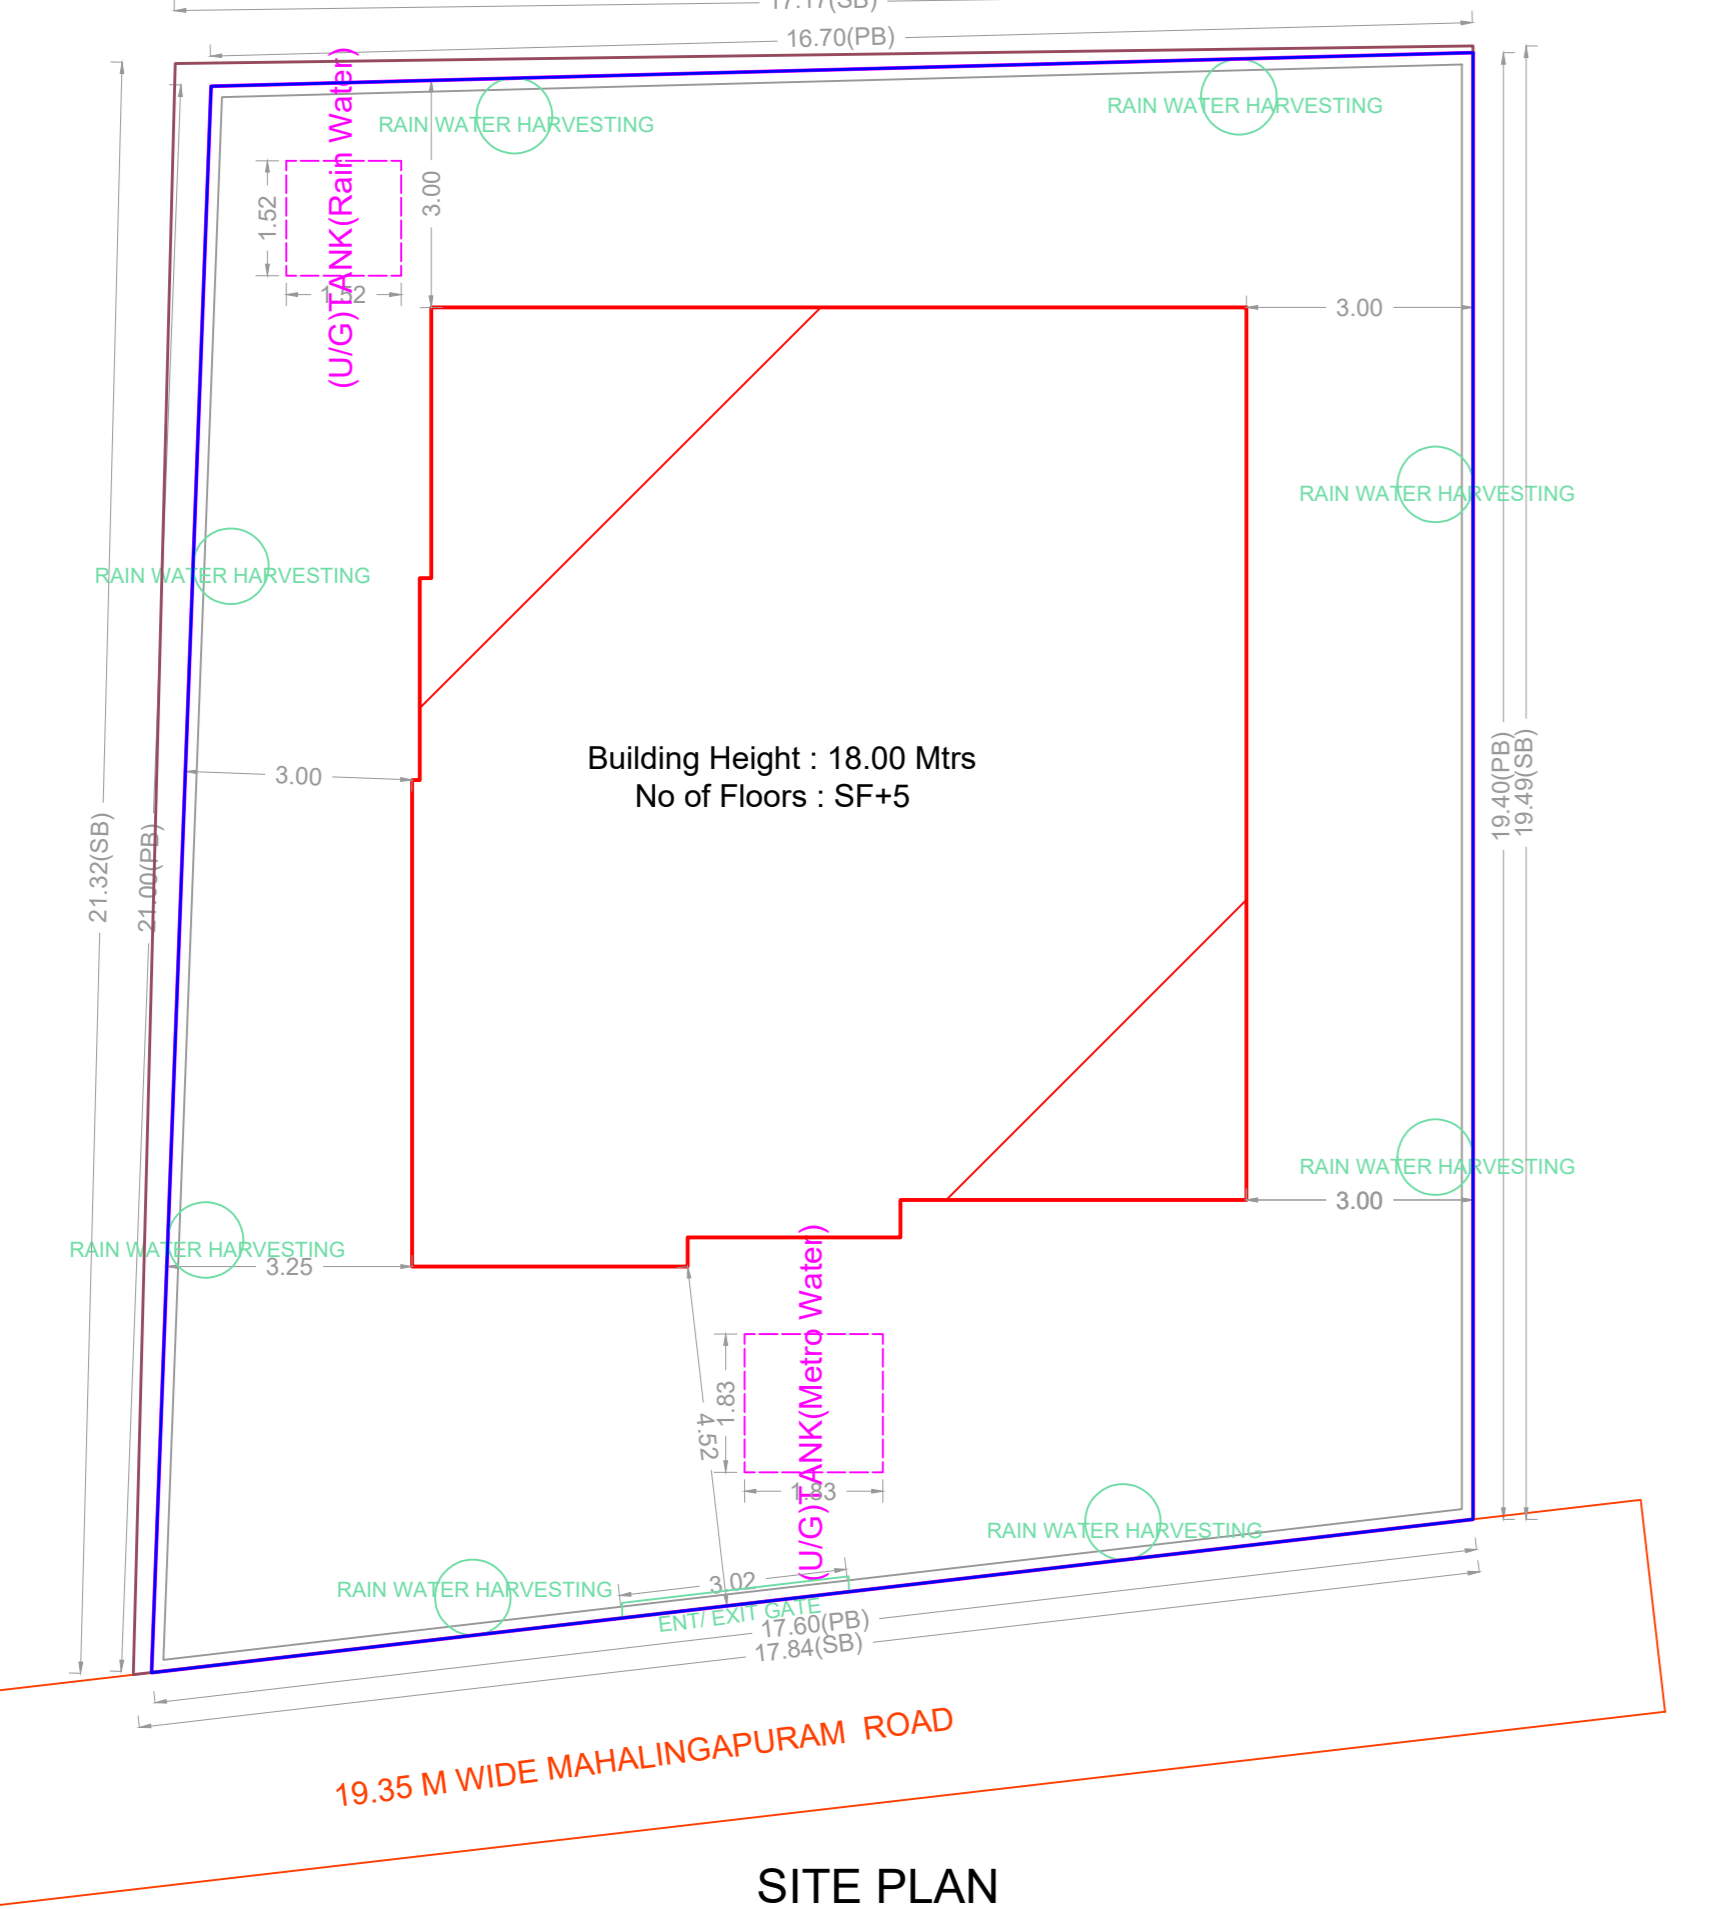 17.17(SB)
16.70(PB)
RAIN WATER HARVESTING
RAIN WATER HARVESTING
(U/G)TANK(Rain Water)
1.52
1.52
3.00
3.00
RAIN WATER HARVESTING
RAIN WATER HARVESTING
Building Height : 18.00 Mtrs
No of Floors : SF+5
3.00
21.32(SB)
21.00(PB)
19.40(PB)
19.49(SB)
RAIN WATER HARVESTING
3.00
RAIN WATER HARVESTING
3.25
(U/G)TANK(Metro Water)
1.83
4.52
1.83
RAIN WATER HARVESTING
RAIN WATER HARVESTING
3.02
ENT/ EXIT GATE
17.60(PB)
17.84(SB)
19.35 M WIDE MAHALINGAPURAM ROAD
SITE PLAN